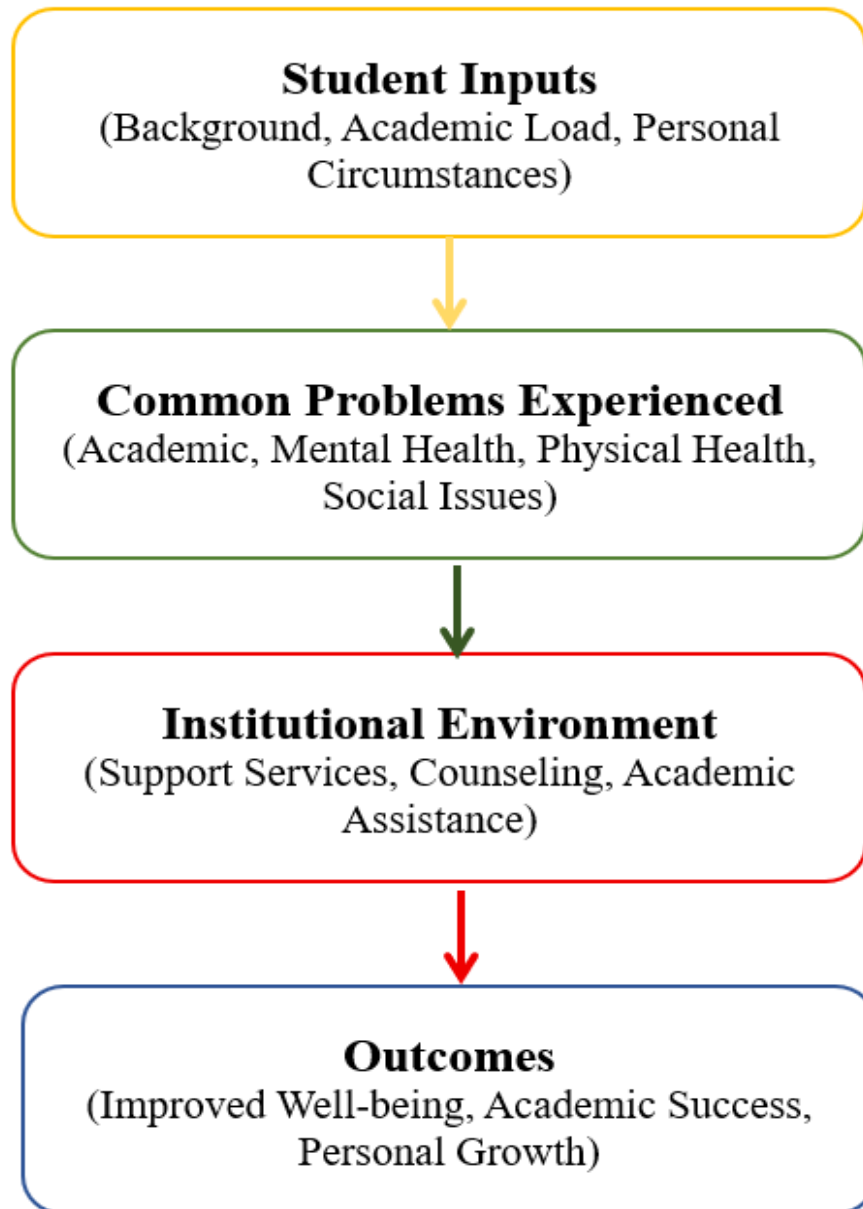 Student Inputs
(Background, Academic Load, Personal
Circumstances)
Common Problems Experienced
(Academic, Mental Health, Physical Health,
Social Issues)
Institutional Environment
(Support Services, Counseling, Academic
Assistance)
Outcomes
(Improved Well-being, Academic Success,
Personal Growth)